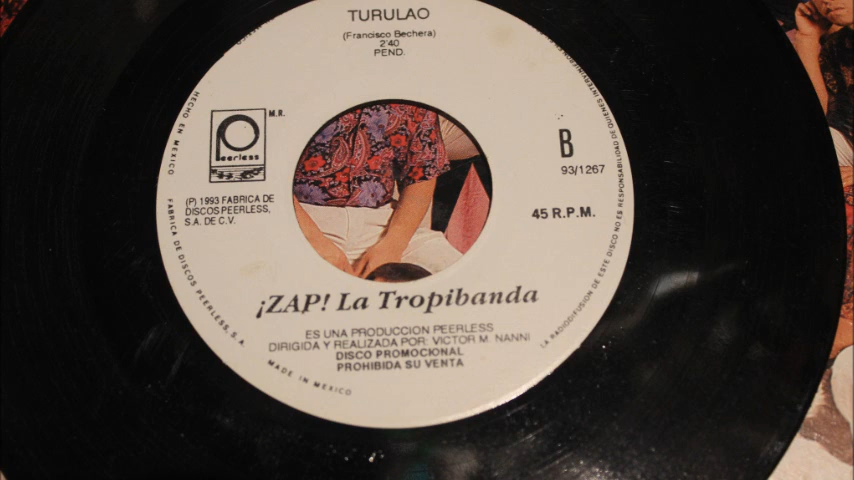 TURULAO
(Francisco Bechera)
2'40
PEND.
HECHO EN MEXICO
Peerless
M.R.
B
93/1267
(P) 1993 FABRICA DE
DISCOS PEERLESS,
S.A. DE C.V.
45 R.P.M.
¡ZAP! La Tropibanda
ES UNA PRODUCCION PEERLESS
DIRIGIDA Y REALIZADA POR: VICTOR M. NANNI
DISCO PROMOCIONAL
PROHIBIDA SU VENTA
FABRICA DE DISCOS PEERLESS, S.A.
MADE IN MEXICO
LA RADIODIFUSION DE ESTE DISCO NO ES RESPONSABILIDAD DE QUIENES